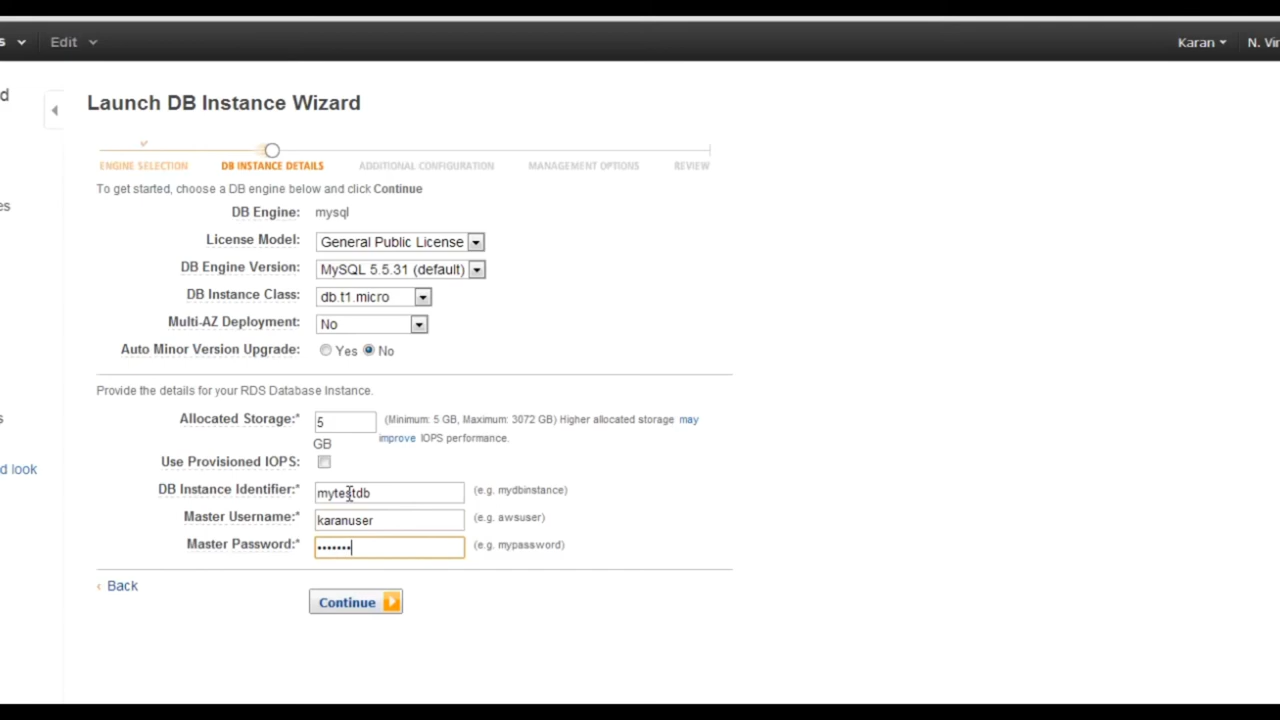 s Edit Karan N. Vir
d
Launch DB Instance Wizard
ENGINE SELECTION DB INSTANCE DETAILS ADDITIONAL CONFIGURATION MANAGEMENT OPTIONS REVIEW
To get started, choose a DB engine below and click Continue
es
DB Engine: mysql
License Model: General Public License
DB Engine Version: MySQL 5.5.31 (default)
DB Instance Class: db.t1.micro
Multi-AZ Deployment: No
Auto Minor Version Upgrade: Yes No
Provide the details for your RDS Database Instance.
s
Allocated Storage:* 5 (Minimum: 5 GB, Maximum: 3072 GB) Higher allocated storage may
GB improve IOPS performance.
Use Provisioned IOPS:
d look
DB Instance Identifier:* mytestdb (e.g. mydbinstance)
Master Username:* karanuser (e.g. awsuser)
Master Password:* ••••••• (e.g. mypassword)
Back
Continue